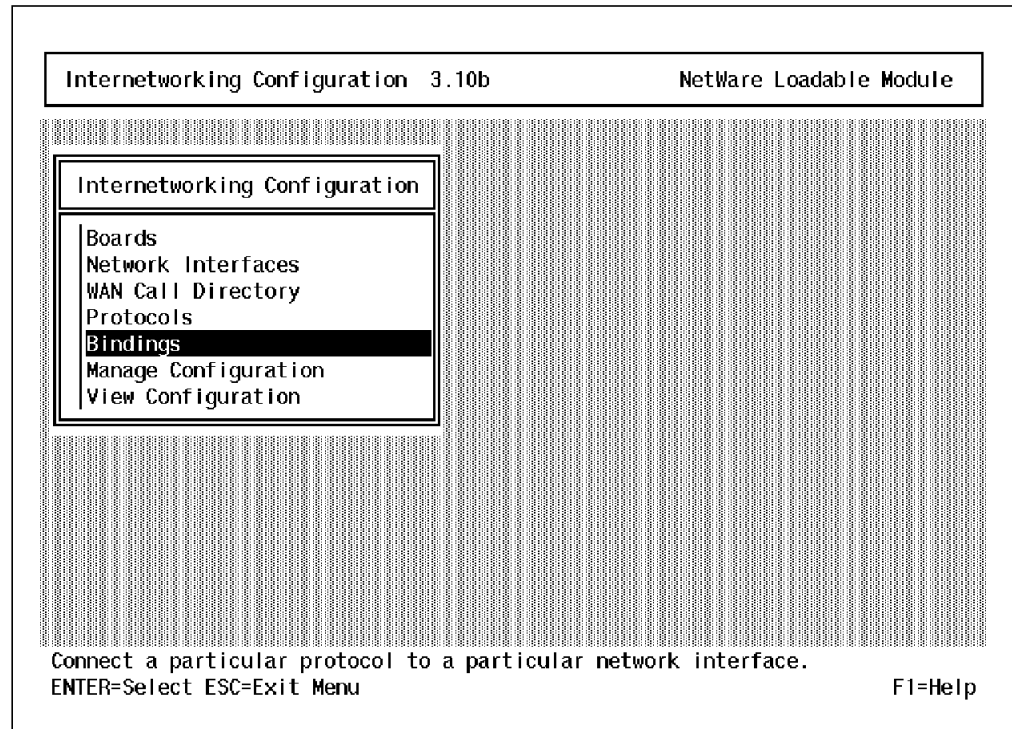 Internetworking Configuration 3.10b NetWare Loadable Module
Internetworking Configuration
Boards
Network Interfaces
WAN Call Directory
Protocols
Bindings
Manage Configuration
View Configuration
Connect a particular protocol to a particular network interface.
ENTER=Select ESC=Exit Menu F1=Help